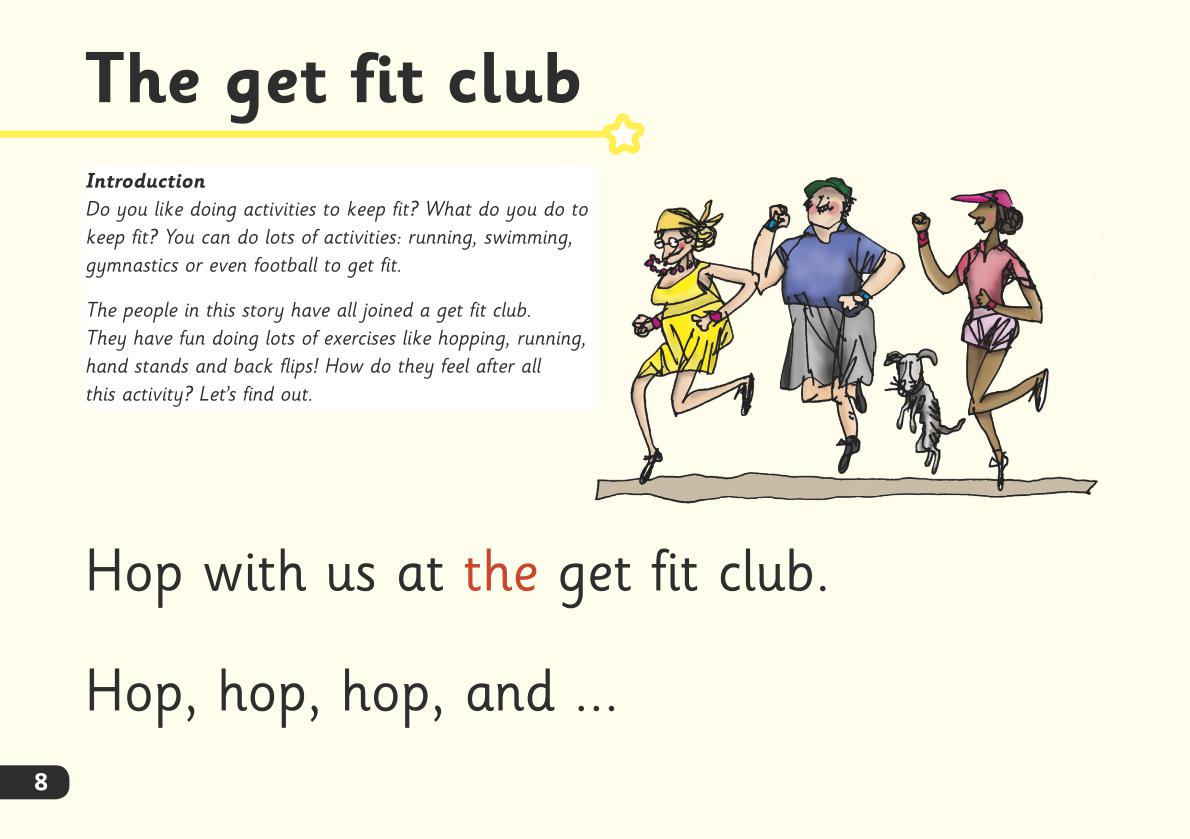 The get fit club
Introduction
Do you like doing activities to keep fit? What do you do to
keep fit? You can do lots of activities: running, swimming,
gymnastics or even football to get fit.
The people in this story have all joined a get fit club.
They have fun doing lots of exercises like hopping, running,
hand stands and back flips! How do they feel after all
this activity? Let’s find out.
Hop with us at the get fit club.
Hop, hop, hop, and ...
8